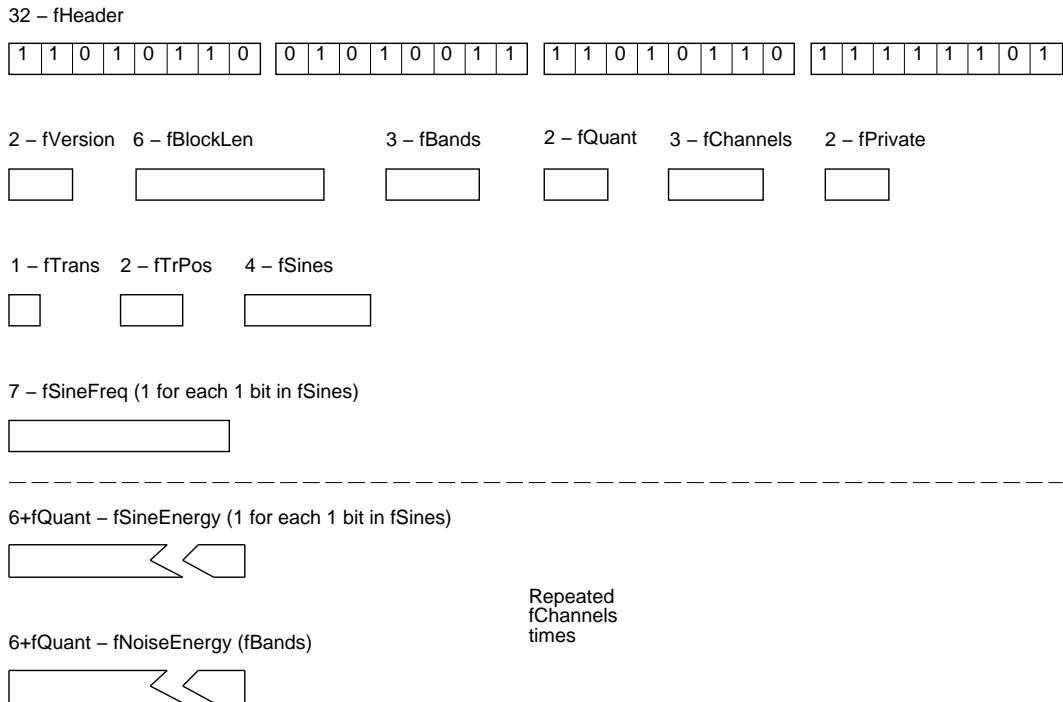 32 – fHeader
1 1 0 1 0 1 1 0 0 1 0 1 0 0 1 1 1 1 0 1 0 1 1 0 1 1 1 1 1 1 0 1
2 – fVersion 6 – fBlockLen 3 – fBands 2 – fQuant 3 – fChannels 2 – fPrivate
1 – fTrans 2 – fTrPos 4 – fSines
7 – fSineFreq (1 for each 1 bit in fSines)
6+fQuant – fSineEnergy (1 for each 1 bit in fSines)
Repeated
fChannels
times
6+fQuant – fNoiseEnergy (fBands)